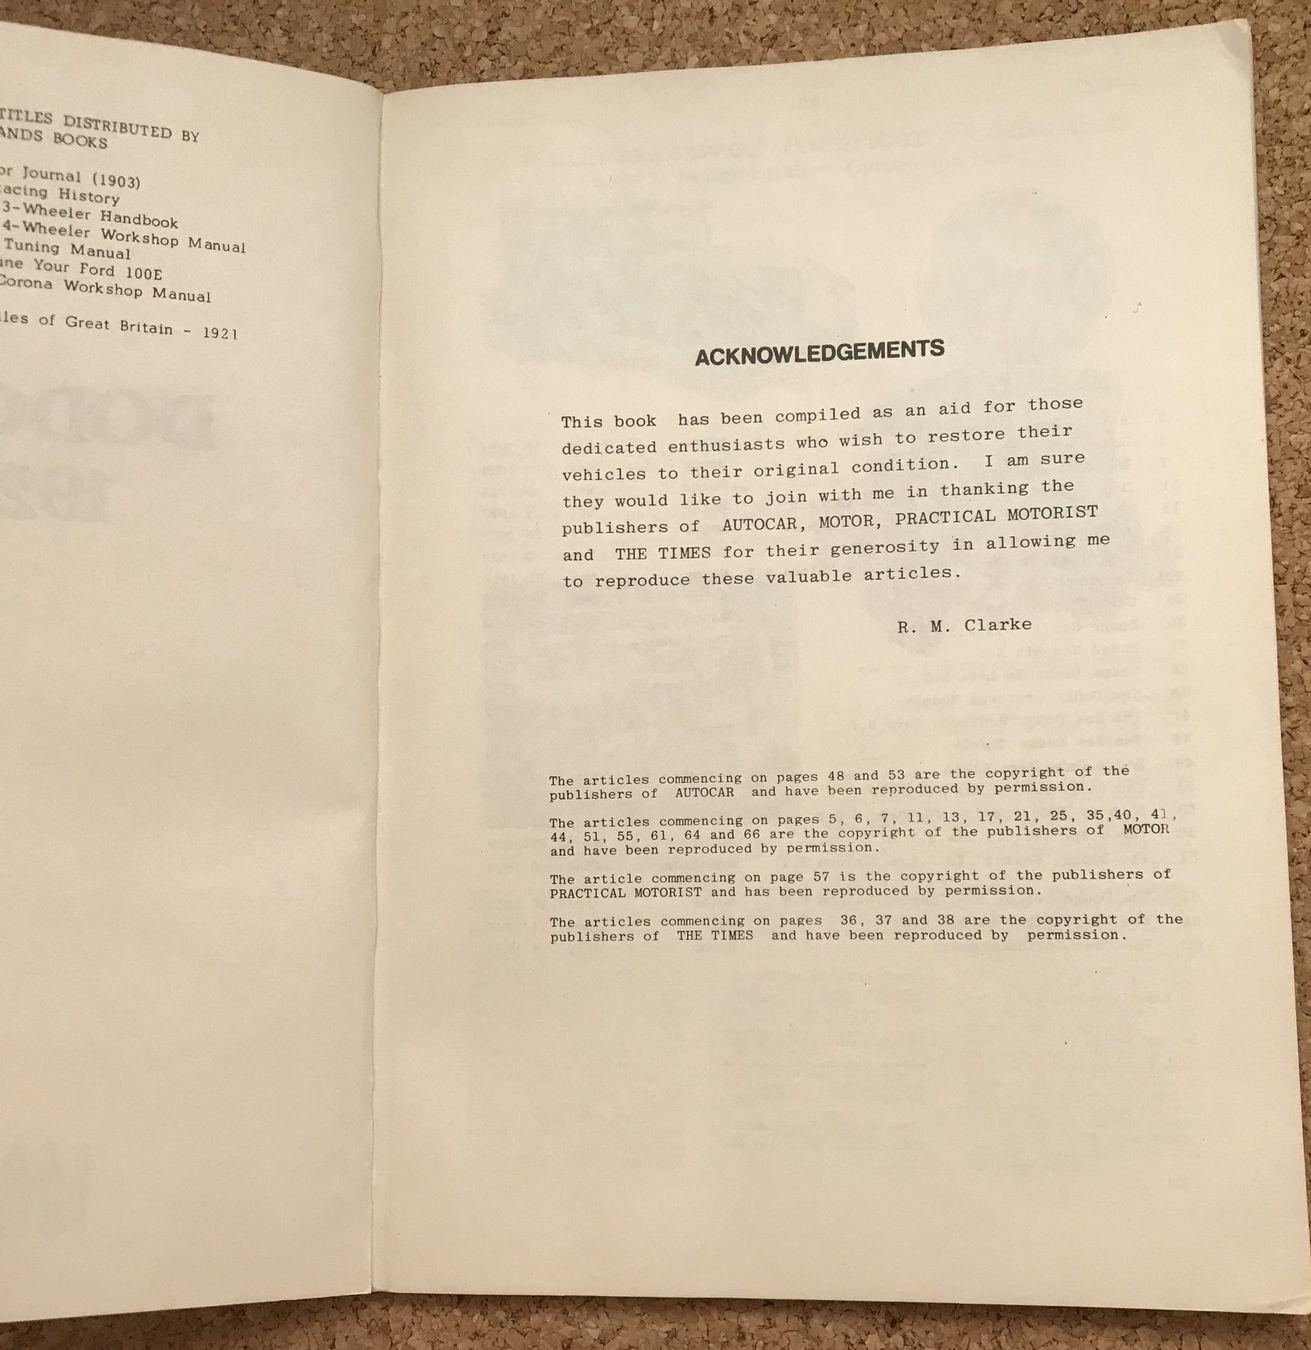 TITLES DISTRIBUTED BY
ANDS BOOKS
or Journal (1903)
acing History
3-Wheeler Handbook
4-Wheeler Workshop Manual
Tuning Manual
une Your Ford 100E
Corona Workshop Manual
iles of Great Britain - 1921
ACKNOWLEDGEMENTS
This book has been compiled as an aid for those
dedicated enthusiasts who wish to restore their
vehicles to their original condition. I am sure
they would like to join with me in thanking the
publishers of AUTOCAR, MOTOR, PRACTICAL MOTORIST
and THE TIMES for their generosity in allowing me
to reproduce these valuable articles.
R. M. Clarke
The articles commencing on pages 48 and 53 are the copyright of the
publishers of AUTOCAR and have been reproduced by permission.
The articles commencing on pages 5, 6, 7, 11, 13, 17, 21, 25, 35,40, 41,
44, 51, 55, 61, 64 and 66 are the copyright of the publishers of MOTOR
and have been reproduced by permission.
The article commencing on page 57 is the copyright of the publishers of
PRACTICAL MOTORIST and has been reproduced by permission.
The articles commencing on pages 36, 37 and 38 are the copyright of the
publishers of THE TIMES and have been reproduced by permission.